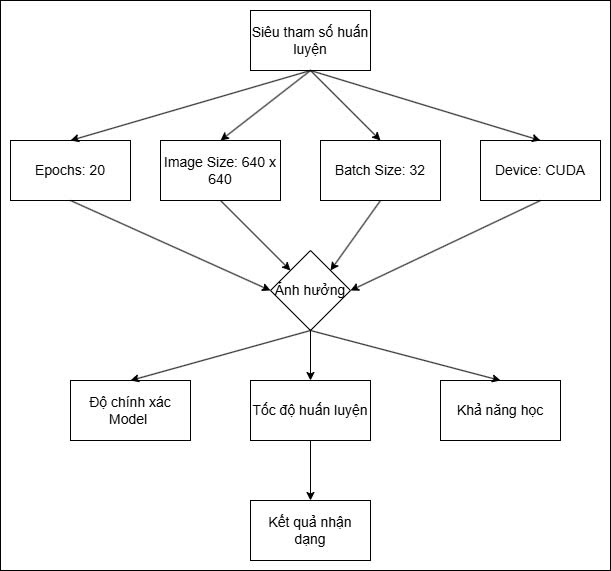 Siêu tham số huấn
luyện
Epochs: 20
Image Size: 640 x
640
Batch Size: 32
Device: CUDA
Ảnh hưởng
Độ chính xác
Model
Tốc độ huấn luyện
Khả năng học
Kết quả nhận
dạng